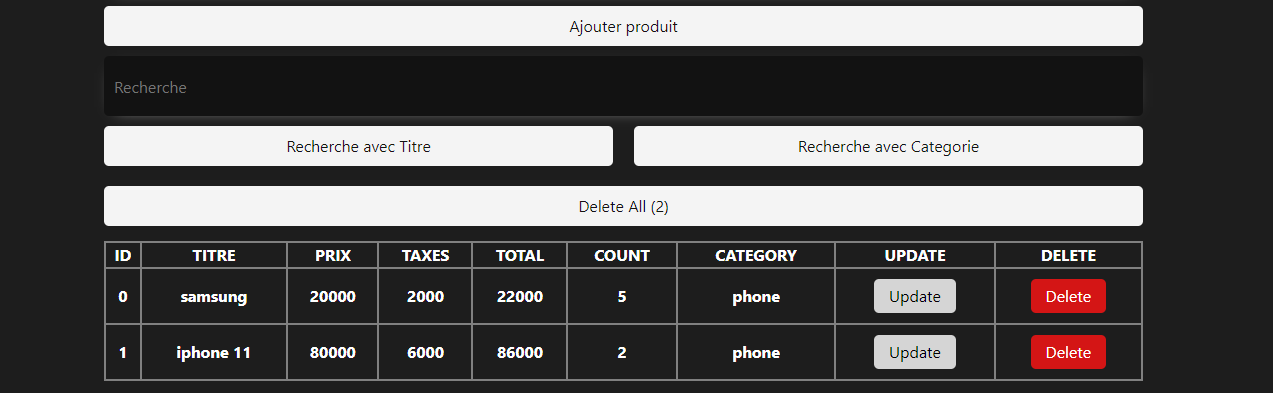 Ajouter produit
Recherche
Recherche avec Titre Recherche avec Categorie
Delete All (2)
ID TITRE PRIX TAXES TOTAL COUNT CATEGORY UPDATE DELETE
0 samsung 20000 2000 22000 5 phone Update Delete
1 iphone 11 80000 6000 86000 2 phone Update Delete